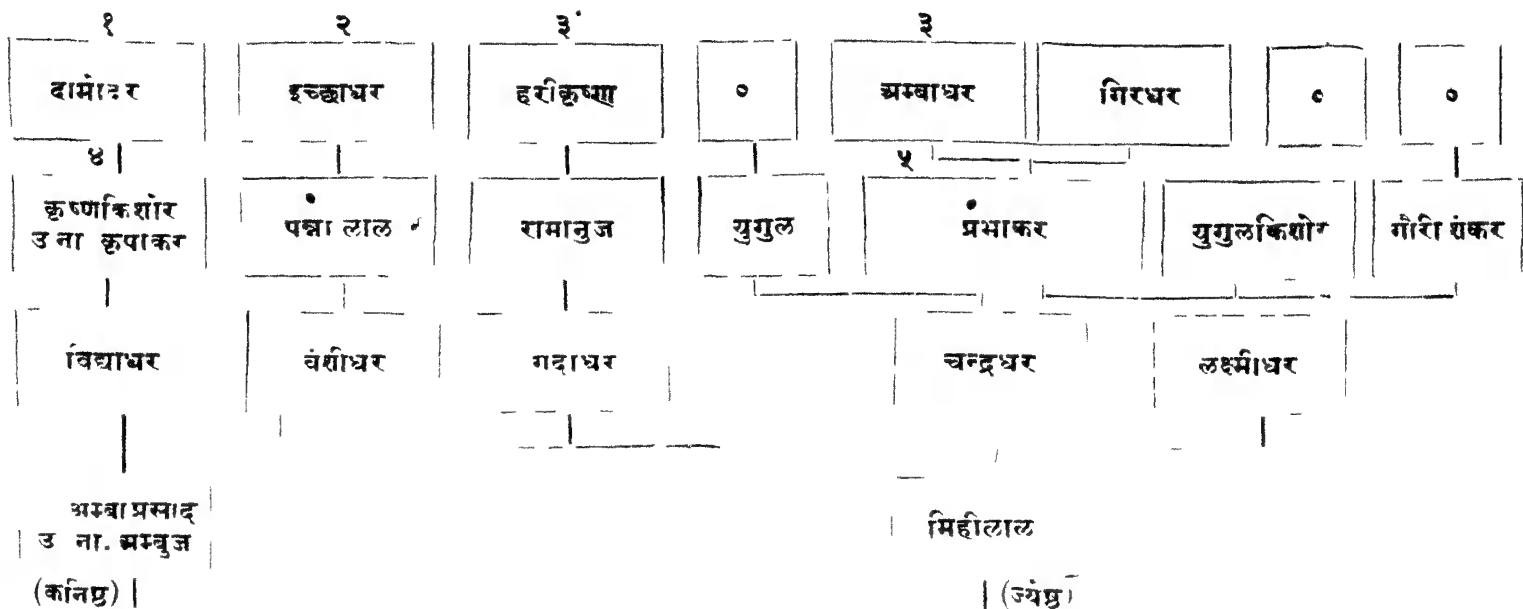 १ २ ३ ३
दामोदर इच्छाधर हरीकृष्ण ० अम्बाधर गिरधर ० ०
४ ५
कृष्णकिशोर
उ ना कृपाकर पन्ना लाल रामानुज युगुल प्रभाकर युगुलकिशोर गौरीशंकर
विद्याधर वंशीधर गदाधर चन्द्रधर लक्ष्मीधर
अम्बाप्रसाद
उ ना. अम्बुज मिहीलाल
(कनिष्ठ) (ज्येष्ठ)